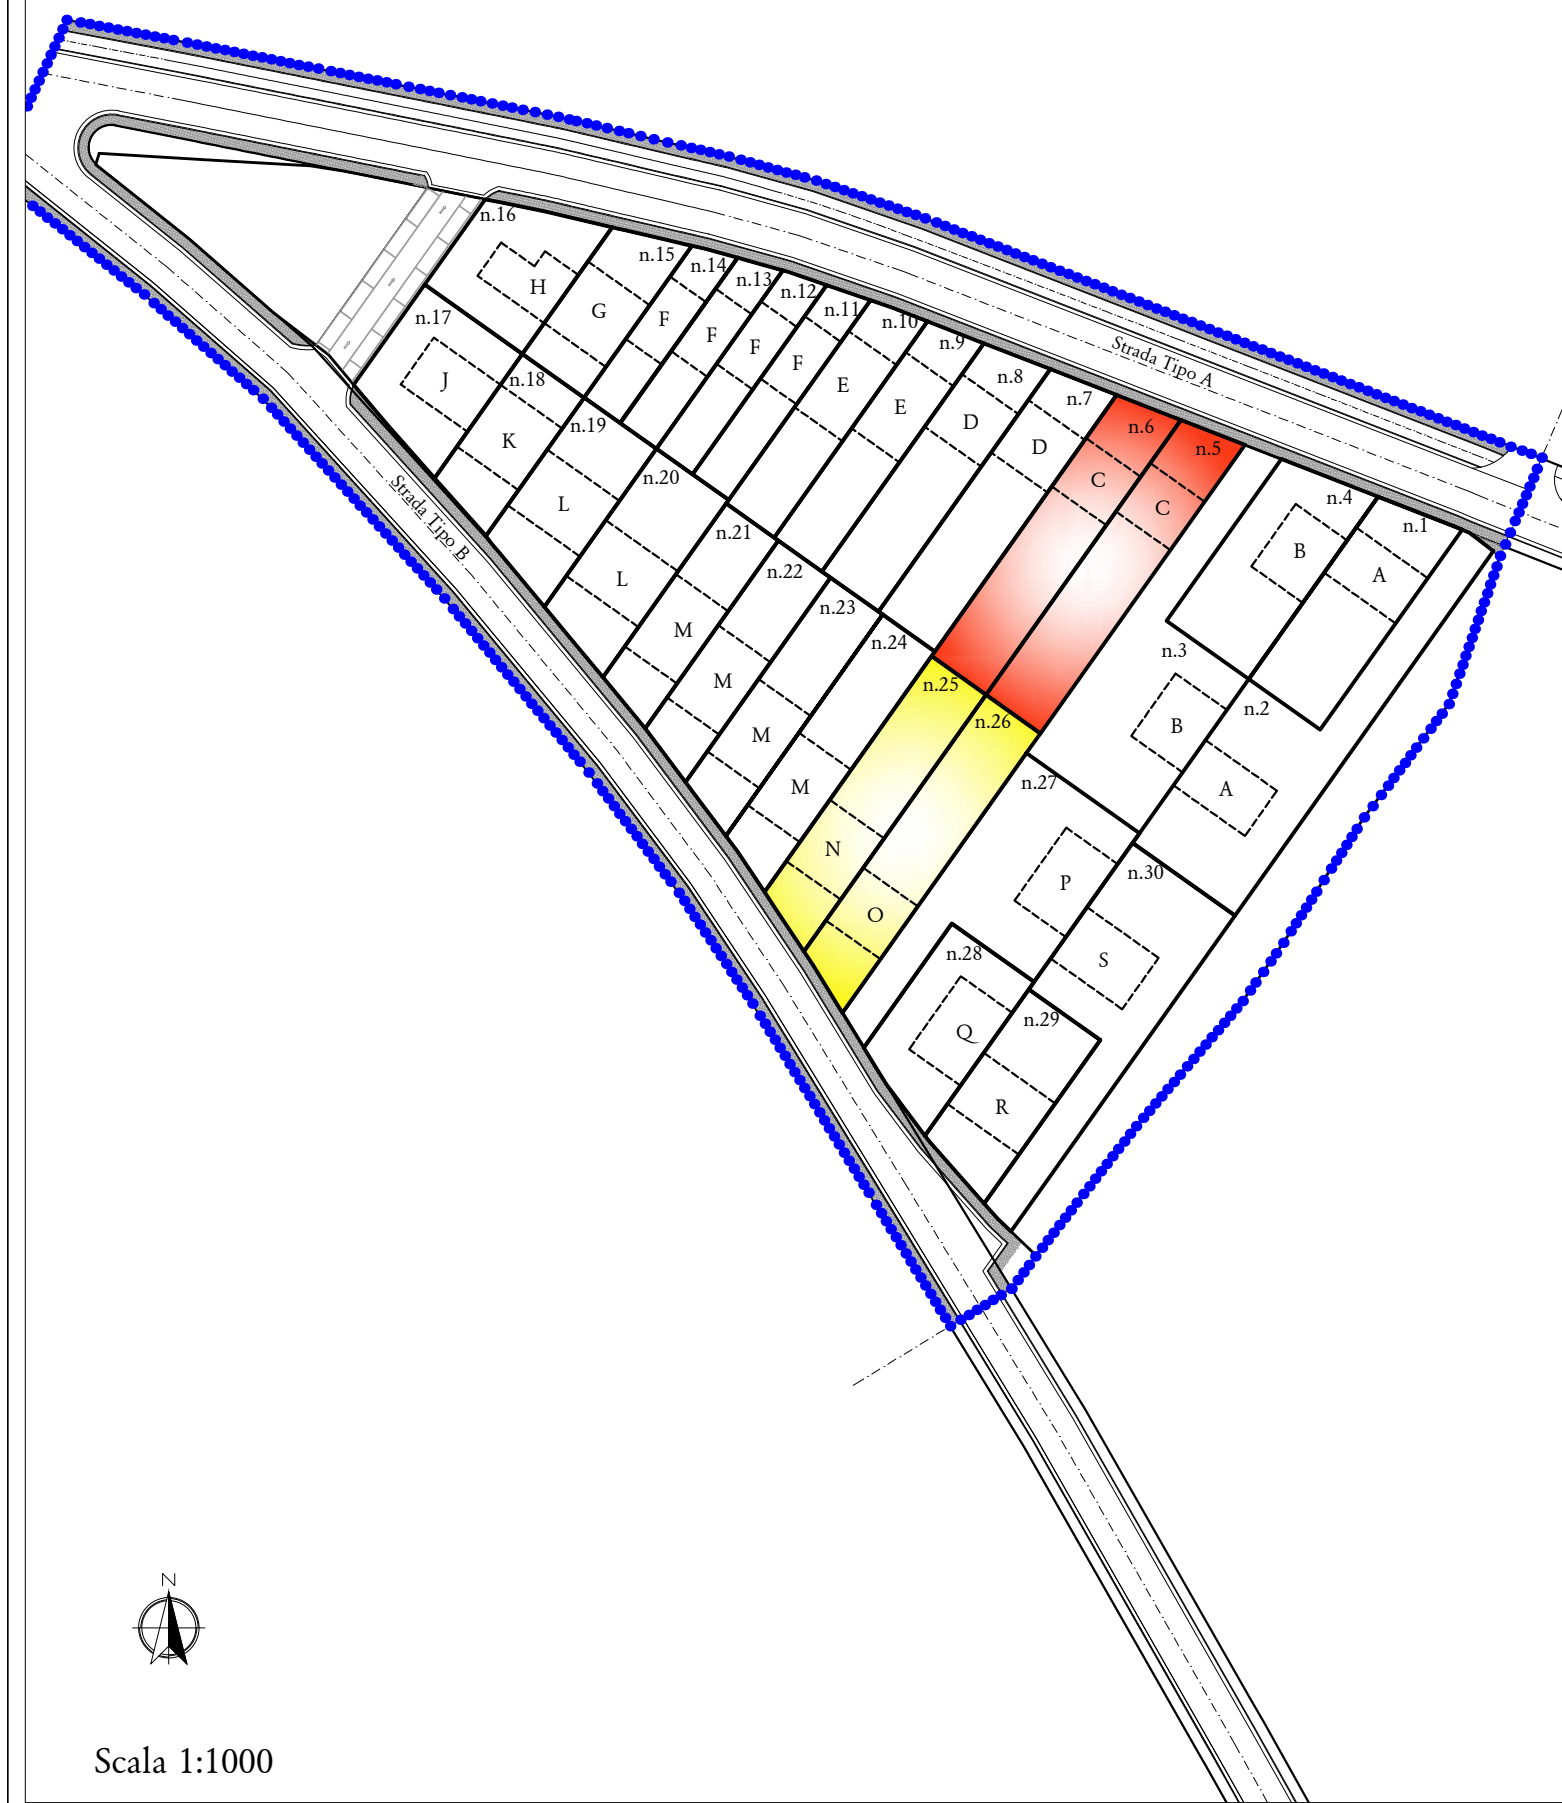 n.16
n.15
n.14
n.13
n.12
n.11
n.10
n.9
n.8
n.7
n.6
n.5
n.4
n.1
Strada Tipo A
H
G
F
F
F
F
E
E
D
D
C
C
B
A
n.17
n.18
n.19
n.20
n.21
n.22
n.23
n.24
n.25
n.26
n.3
n.2
J
K
L
L
M
M
M
M
N
O
B
A
Strada Tipo B
n.27
n.30
P
S
n.28
n.29
Q
R
N
Scala 1:1000